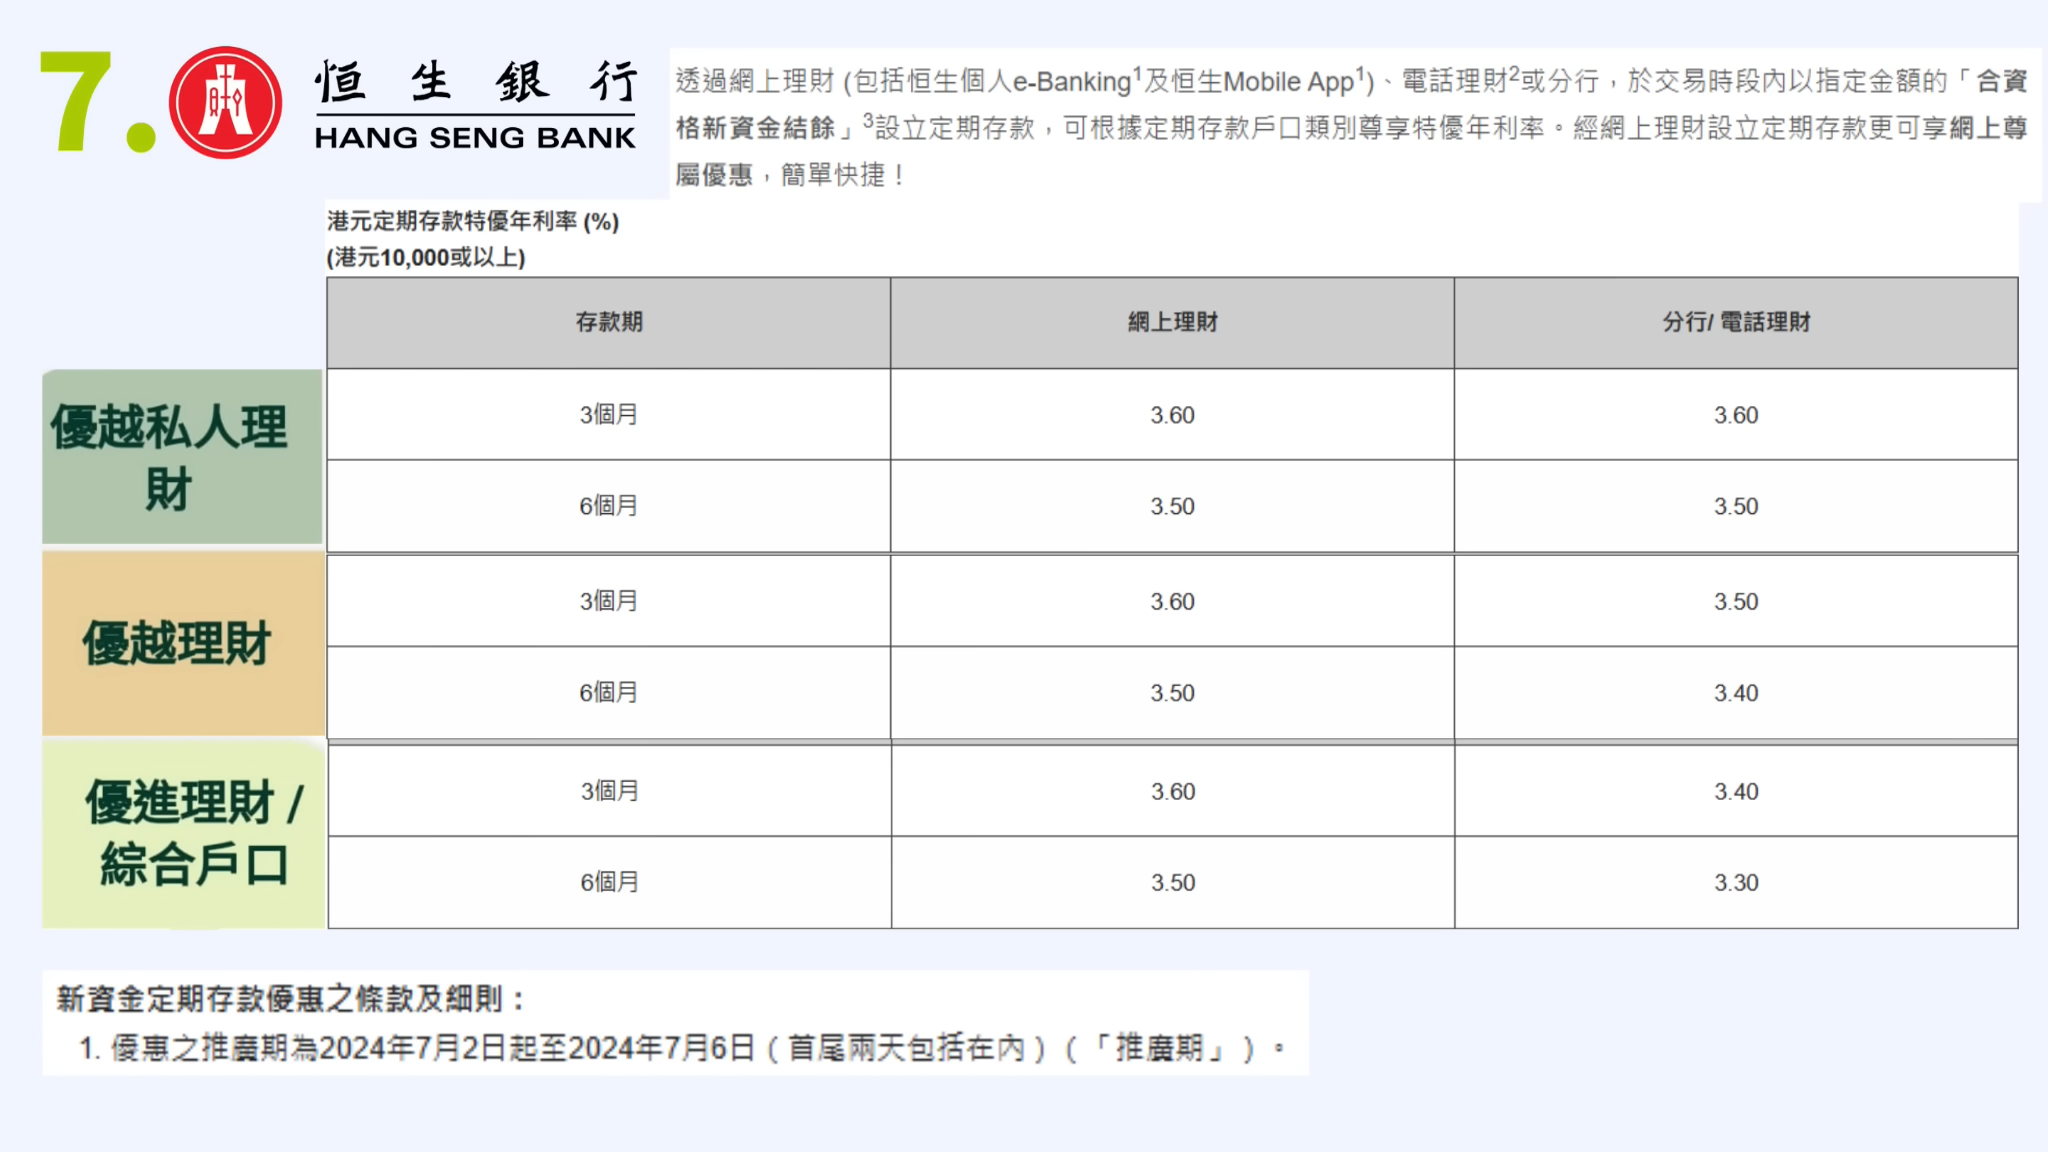 7.
恒生銀行
HANG SENG BANK
透過網上理財 (包括恒生個人e-Banking1及恒生Mobile App1)、電話理財2或分行，於交易時段內以指定金額的「合資
格新資金結餘」3設立定期存款，可根據定期存款戶口類別尊享特優年利率。經網上理財設立定期存款更可享網上尊
屬優惠，簡單快捷！
港元定期存款特優年利率 (%)
(港元10,000或以上)
存款期 網上理財 分行/ 電話理財
優越私人理
財
3個月 3.60 3.60
6個月 3.50 3.50
優越理財
3個月 3.60 3.50
6個月 3.50 3.40
優進理財 /
綜合戶口
3個月 3.60 3.40
6個月 3.50 3.30
新資金定期存款優惠之條款及細則：
1. 優惠之推廣期為2024年7月2日起至2024年7月6日（首尾兩天包括在內）（「推廣期」）。